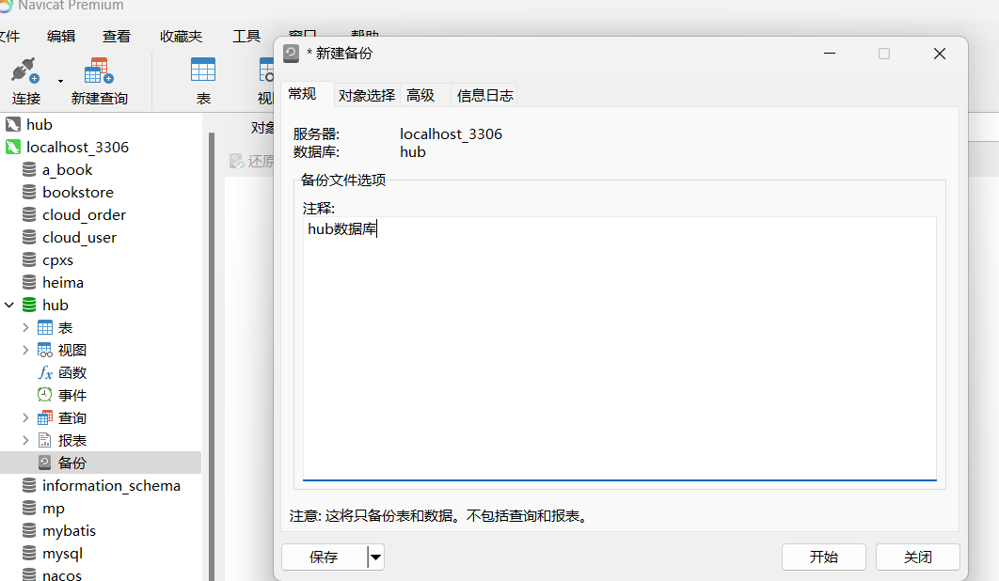 Navicat Premium
文件 编辑 查看 收藏夹 工具 窗口 帮助
连接 新建查询 表 视图
hub
localhost_3306
a_book
bookstore
cloud_order
cloud_user
cpxs
heima
hub
表
视图
函数
事件
查询
报表
备份
information_schema
mp
mybatis
mysql
nacos
对象
还原
* 新建备份
常规 对象选择 高级 信息日志
服务器: localhost_3306
数据库: hub
备份文件选项
注释:
hub数据库
注意: 这将只备份表和数据。不包括查询和报表。
保存 开始 关闭